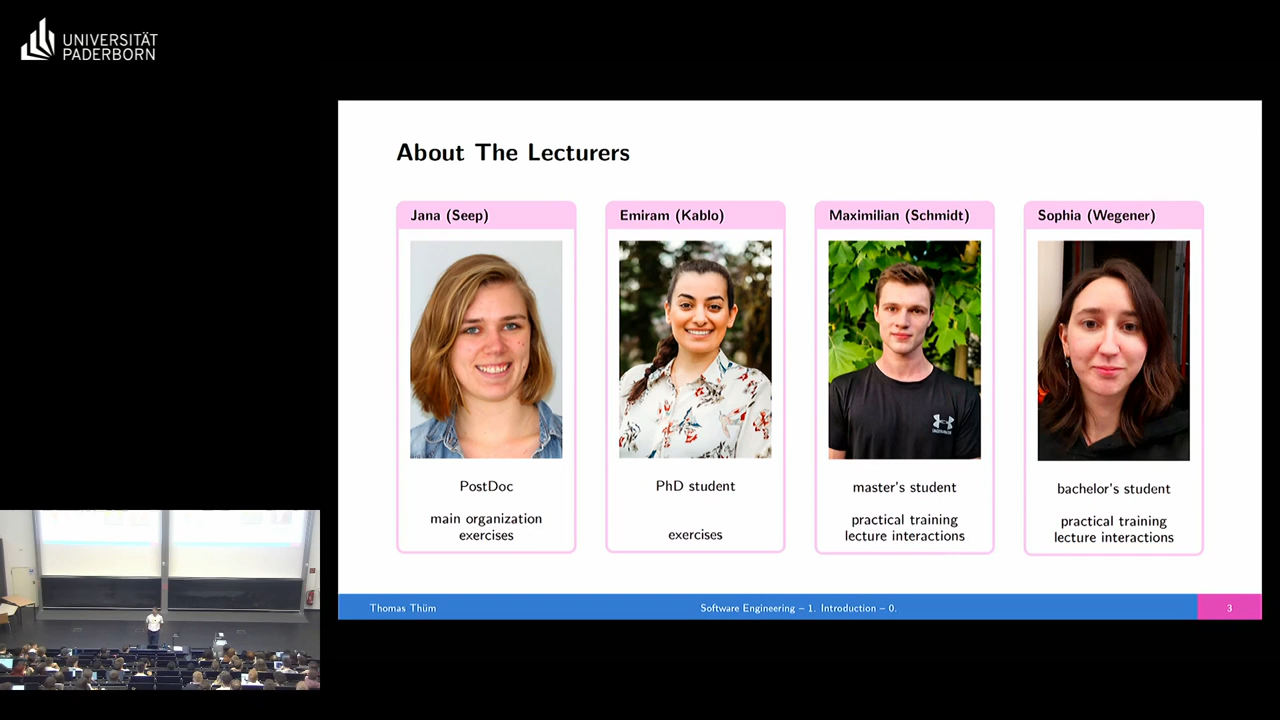 UNIVERSITÄT
PADERBORN
About The Lecturers
Jana (Seep)
PostDoc
main organization
exercises
Emiram (Kablo)
PhD student
exercises
Maximilian (Schmidt)
UNDER ARMOUR
master's student
practical training
lecture interactions
Sophia (Wegener)
bachelor's student
practical training
lecture interactions
Thomas Thüm
Software Engineering – 1. Introduction – 0.
3